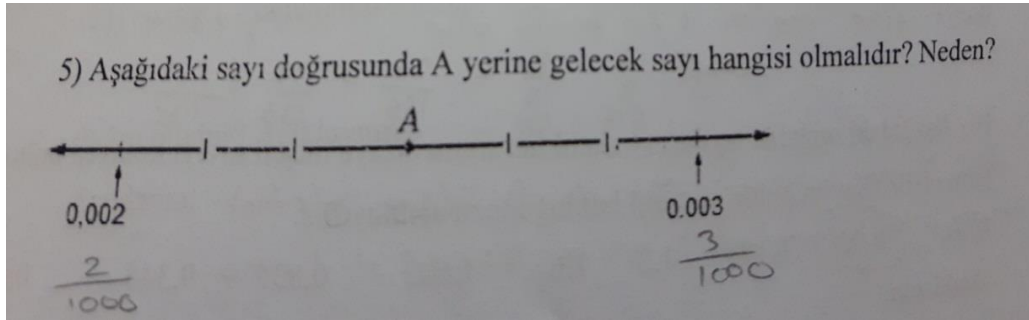 5) Aşağıdaki sayı doğrusunda A yerine gelecek sayı hangisi olmalıdır? Neden?
A
0,002 0.003
2/1000 3/1000